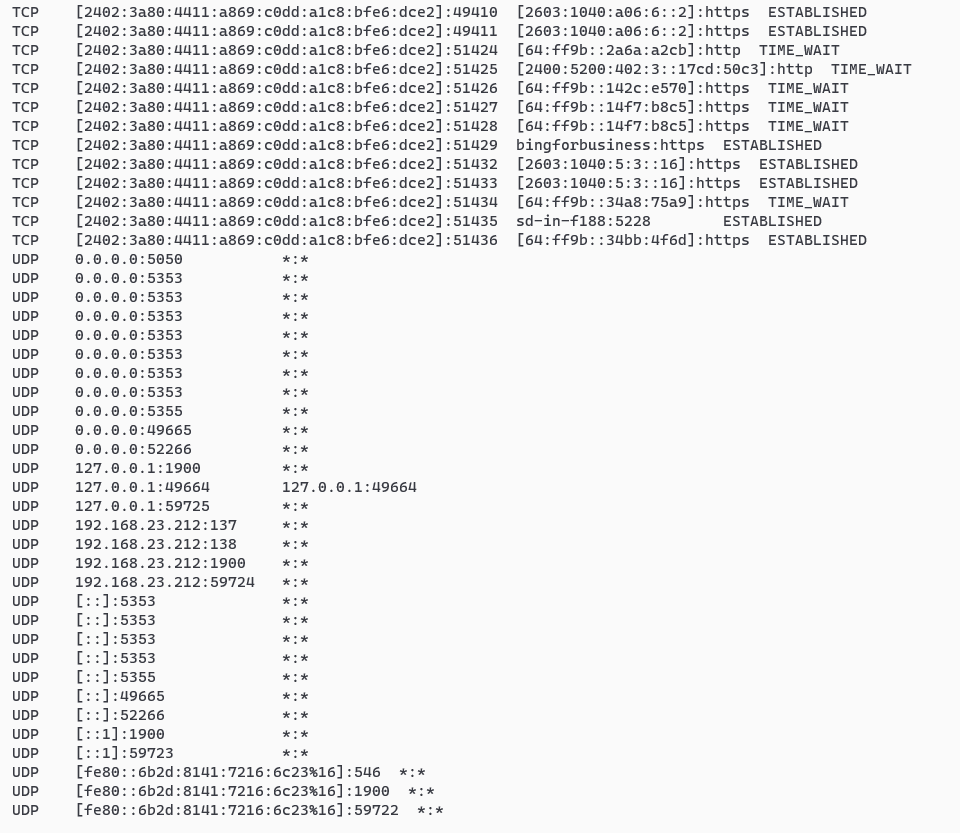 TCP    [2402:3a80:4411:a869:c0dd:a1c8:bfe6:dce2]:49410  [2603:1040:a06:6::2]:https  ESTABLISHED
TCP    [2402:3a80:4411:a869:c0dd:a1c8:bfe6:dce2]:49411  [2603:1040:a06:6::2]:https  ESTABLISHED
TCP    [2402:3a80:4411:a869:c0dd:a1c8:bfe6:dce2]:51424  [64:ff9b::2a6a:a2cb]:http  TIME_WAIT
TCP    [2402:3a80:4411:a869:c0dd:a1c8:bfe6:dce2]:51425  [2400:5200:402:3::17cd:50c3]:http  TIME_WAIT
TCP    [2402:3a80:4411:a869:c0dd:a1c8:bfe6:dce2]:51426  [64:ff9b::142c:e570]:https  TIME_WAIT
TCP    [2402:3a80:4411:a869:c0dd:a1c8:bfe6:dce2]:51427  [64:ff9b::14f7:b8c5]:https  TIME_WAIT
TCP    [2402:3a80:4411:a869:c0dd:a1c8:bfe6:dce2]:51428  [64:ff9b::14f7:b8c5]:https  TIME_WAIT
TCP    [2402:3a80:4411:a869:c0dd:a1c8:bfe6:dce2]:51429  bingforbusiness:https  ESTABLISHED
TCP    [2402:3a80:4411:a869:c0dd:a1c8:bfe6:dce2]:51432  [2603:1040:5:3::16]:https  ESTABLISHED
TCP    [2402:3a80:4411:a869:c0dd:a1c8:bfe6:dce2]:51433  [2603:1040:5:3::16]:https  ESTABLISHED
TCP    [2402:3a80:4411:a869:c0dd:a1c8:bfe6:dce2]:51434  [64:ff9b::34a8:75a9]:https  TIME_WAIT
TCP    [2402:3a80:4411:a869:c0dd:a1c8:bfe6:dce2]:51435  sd-in-f188:5228        ESTABLISHED
TCP    [2402:3a80:4411:a869:c0dd:a1c8:bfe6:dce2]:51436  [64:ff9b::34bb:4f6d]:https  ESTABLISHED
UDP    0.0.0.0:5050           *:*
UDP    0.0.0.0:5353           *:*
UDP    0.0.0.0:5353           *:*
UDP    0.0.0.0:5353           *:*
UDP    0.0.0.0:5353           *:*
UDP    0.0.0.0:5353           *:*
UDP    0.0.0.0:5353           *:*
UDP    0.0.0.0:5353           *:*
UDP    0.0.0.0:5355           *:*
UDP    0.0.0.0:49665          *:*
UDP    0.0.0.0:52266          *:*
UDP    127.0.0.1:1900         *:*
UDP    127.0.0.1:49664        127.0.0.1:49664
UDP    127.0.0.1:59725        *:*
UDP    192.168.23.212:137     *:*
UDP    192.168.23.212:138     *:*
UDP    192.168.23.212:1900    *:*
UDP    192.168.23.212:59724   *:*
UDP    [::]:5353              *:*
UDP    [::]:5353              *:*
UDP    [::]:5353              *:*
UDP    [::]:5353              *:*
UDP    [::]:5355              *:*
UDP    [::]:49665             *:*
UDP    [::]:52266             *:*
UDP    [::1]:1900             *:*
UDP    [::1]:59723            *:*
UDP    [fe80::6b2d:8141:7216:6c23%16]:546  *:*
UDP    [fe80::6b2d:8141:7216:6c23%16]:1900  *:*
UDP    [fe80::6b2d:8141:7216:6c23%16]:59722  *:*